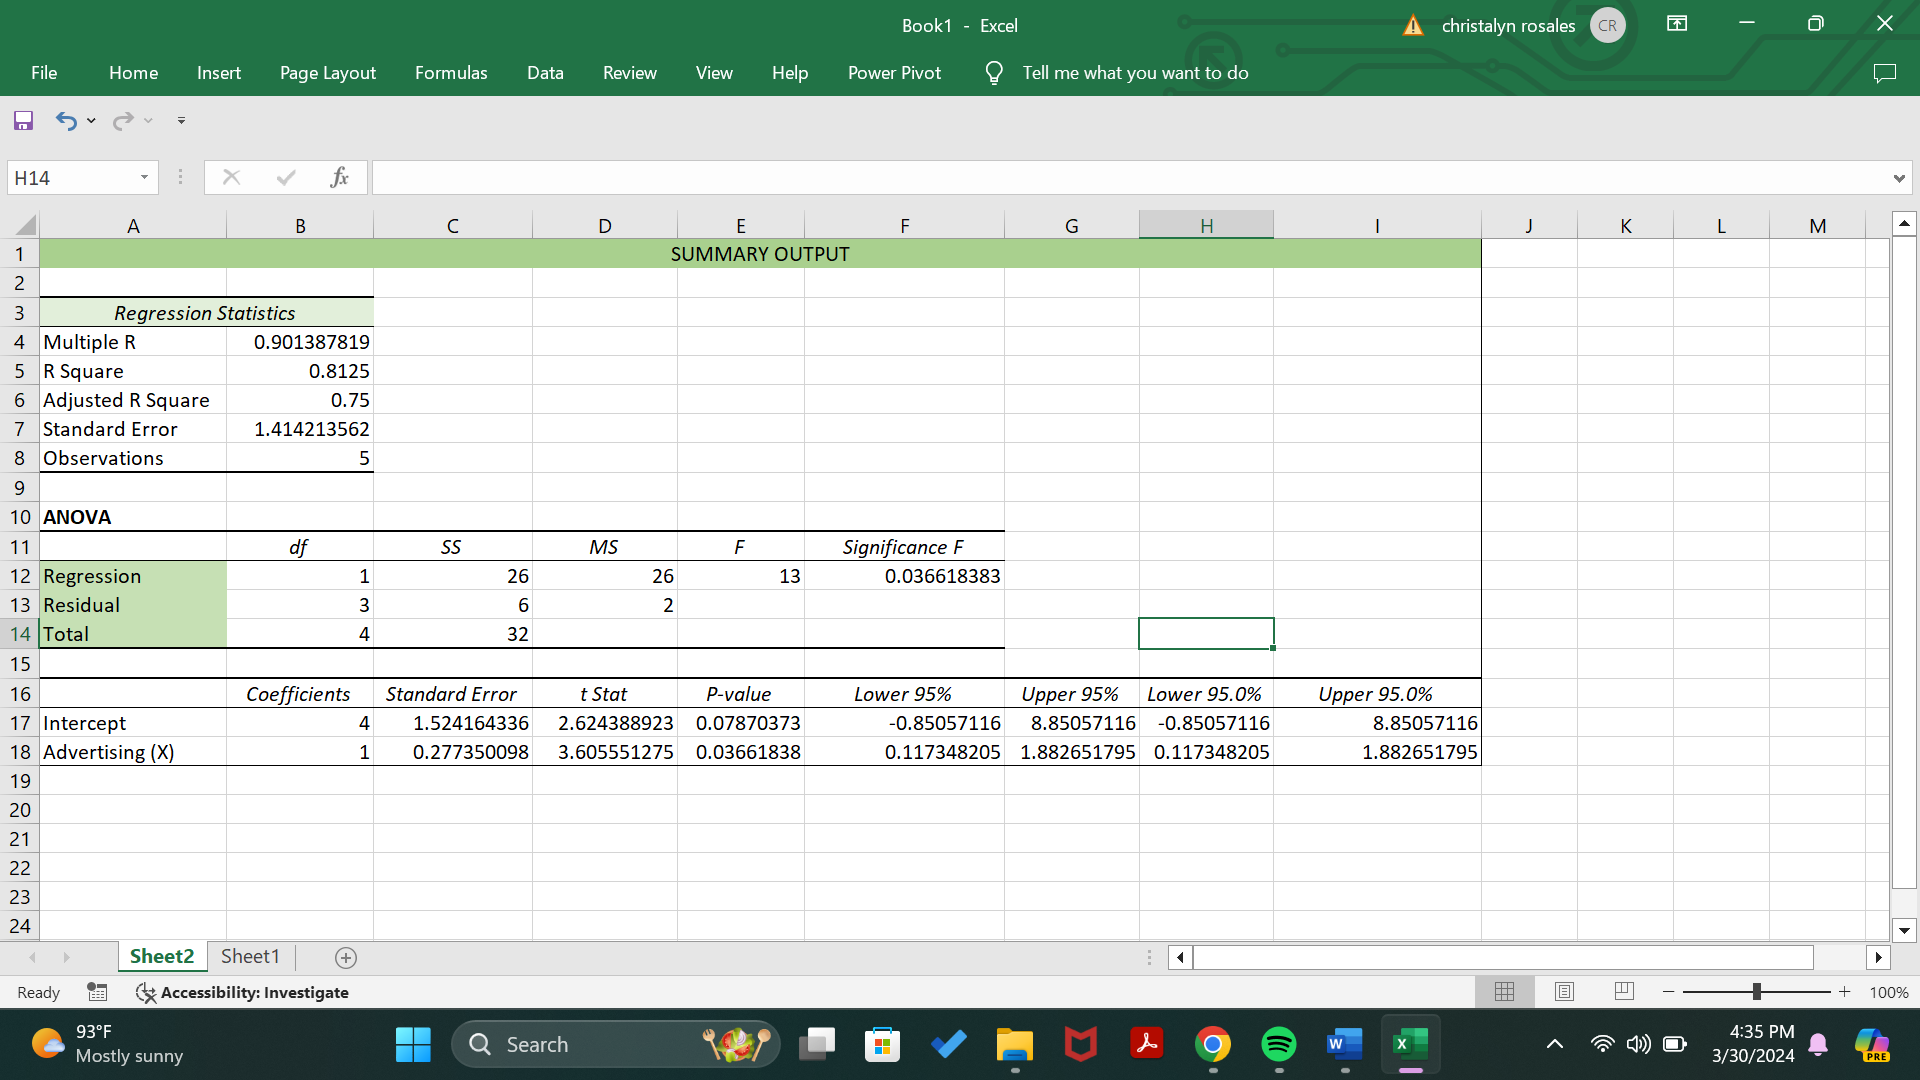 Book1 - Excel
christalyn rosales
CR
File Home Insert Page Layout Formulas Data Review View Help Power Pivot Tell me what you want to do
H14
fx
A B C D E F G H I J K L M
1 SUMMARY OUTPUT
2
3 Regression Statistics
4 Multiple R 0.901387819
5 R Square 0.8125
6 Adjusted R Square 0.75
7 Standard Error 1.414213562
8 Observations 5
9
10 ANOVA
11 df SS MS F Significance F
12 Regression 1 26 26 13 0.036618383
13 Residual 3 6 2
14 Total 4 32
15
16 Coefficients Standard Error t Stat P-value Lower 95% Upper 95% Lower 95.0% Upper 95.0%
17 Intercept 4 1.524164336 2.624388923 0.07870373 -0.85057116 8.85057116 -0.85057116 8.85057116
18 Advertising (X) 1 0.277350098 3.605551275 0.03661838 0.117348205 1.882651795 0.117348205 1.882651795
19
20
21
22
23
24
Sheet2 Sheet1
Ready Accessibility: Investigate 100%
93°F
Mostly sunny
Search
W
X
4:35 PM
3/30/2024
PRE